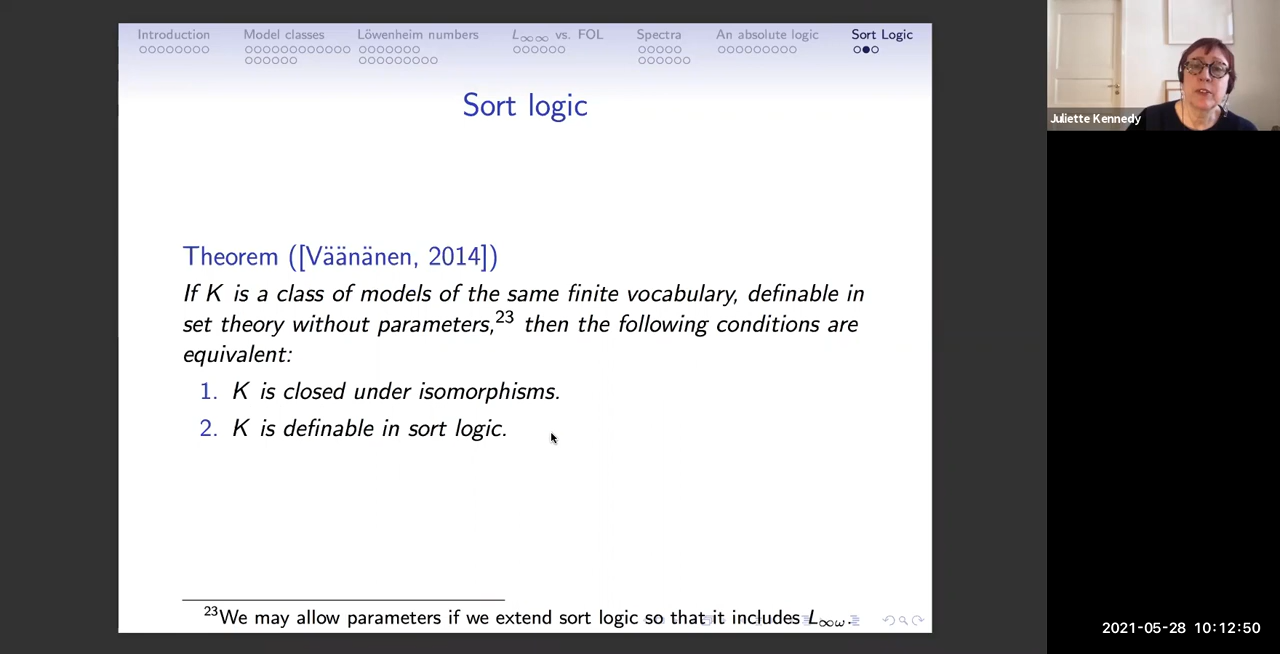 Introduction Model classes Löwenheim numbers L∞∞ vs. FOL Spectra An absolute logic Sort Logic
Sort logic
Juliette Kennedy
Theorem ([Väänänen, 2014])
If K is a class of models of the same finite vocabulary, definable in
set theory without parameters,²³ then the following conditions are
equivalent:
1. K is closed under isomorphisms.
2. K is definable in sort logic.
²³We may allow parameters if we extend sort logic so that it includes L∞ω.
2021-05-28 10:12:50